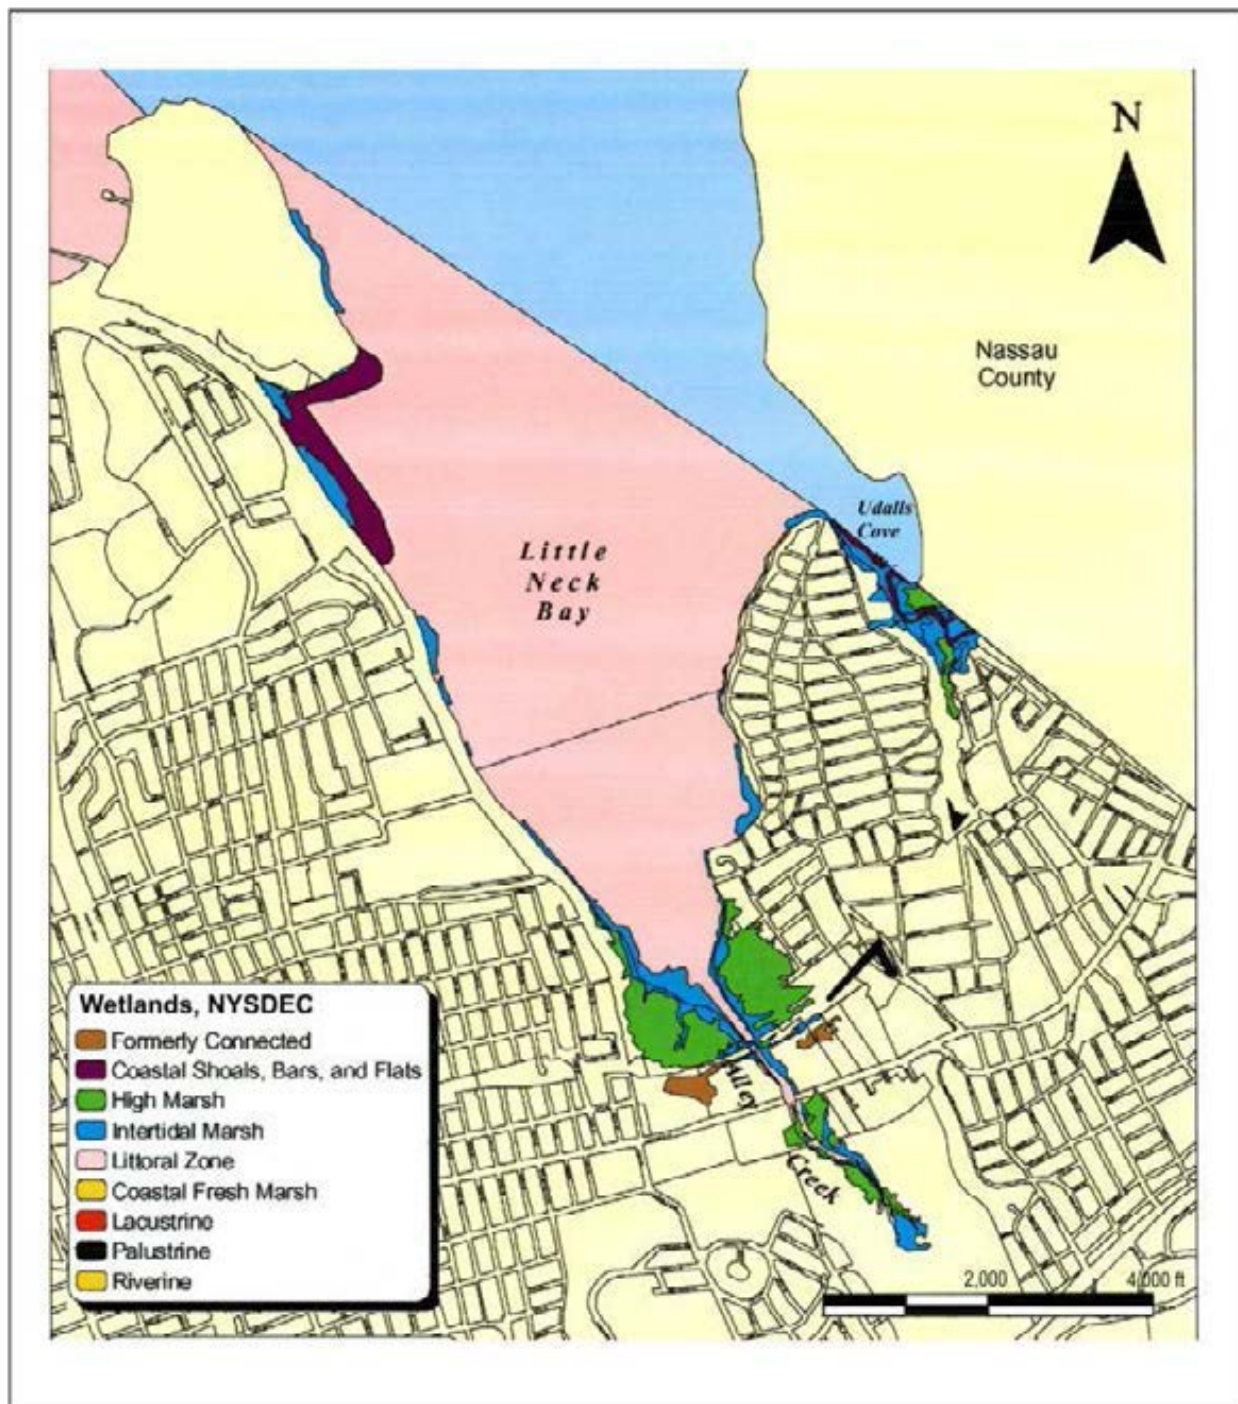 N
Nassau
County
Udalls
Cove
Little
Neck
Bay
Wetlands, NYSDEC
Formerly Connected
Coastal Shoals, Bars, and Flats
High Marsh
Intertidal Marsh
Littoral Zone
Coastal Fresh Marsh
Lacustrine
Palustrine
Riverine
Alley
Creek
2,000 4,000 ft